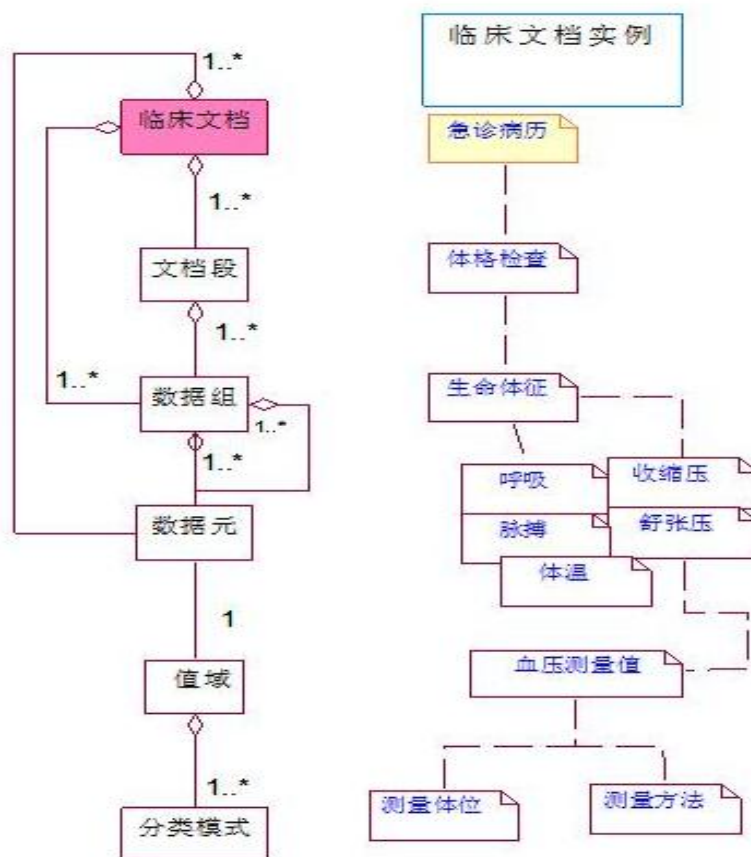 临床文档实例
1..*
临床文档
急诊病历
1..*
文档段
体格检查
1..*
1..*
数据组
生命体征
1..*
1..*
呼吸
收缩压
数据元
脉搏
舒张压
体温
1
值域
血压测量值
1..*
测量体位
测量方法
分类模式